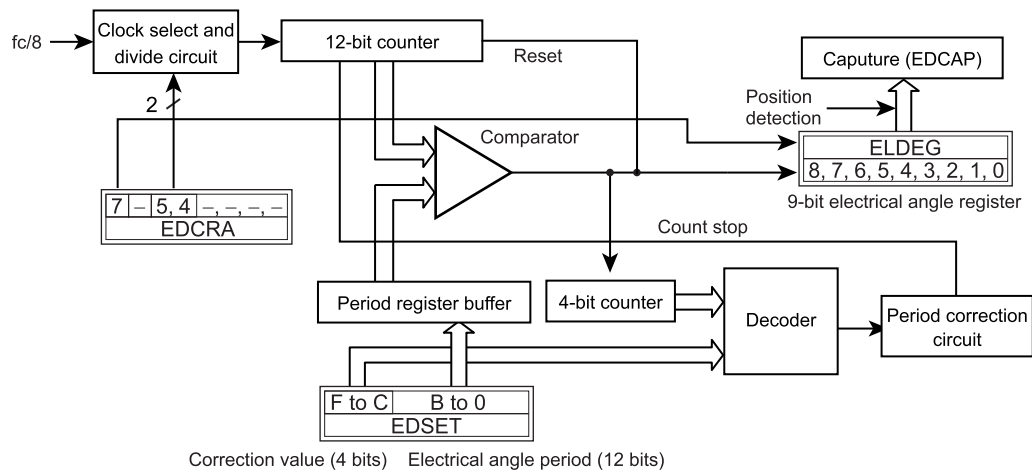 fc/8
Clock select and
divide circuit
12-bit counter
Reset
Caputure (EDCAP)
Position
detection
2
Comparator
ELDEG
8, 7, 6, 5, 4, 3, 2, 1, 0
9-bit electrical angle register
7 – 5, 4 –, –, –, –
EDCRA
Count stop
Period register buffer
4-bit counter
Decoder
Period correction
circuit
F to C B to 0
EDSET
Correction value (4 bits) Electrical angle period (12 bits)